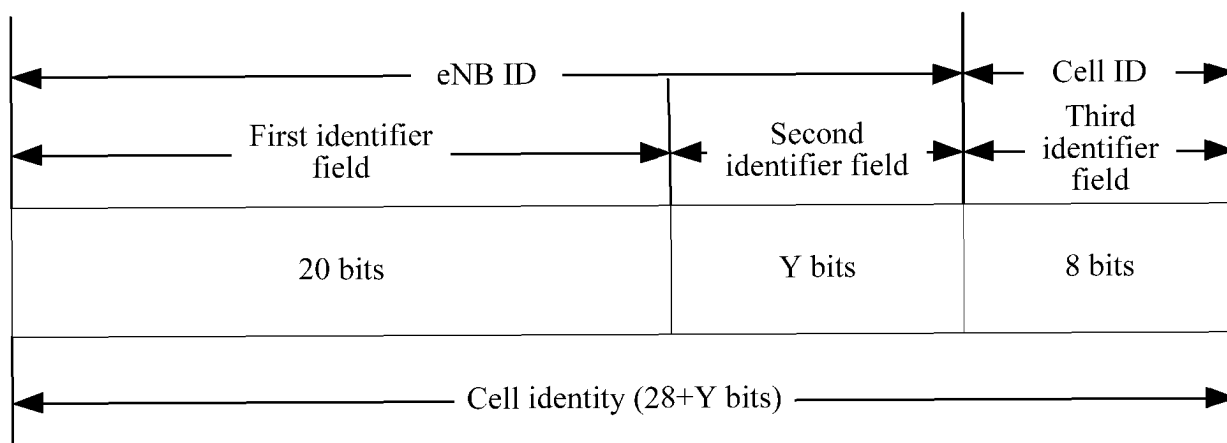 eNB ID
Cell ID
First identifier
field
Second
identifier field
Third
identifier
field
20 bits
Y bits
8 bits
Cell identity (28+Y bits)